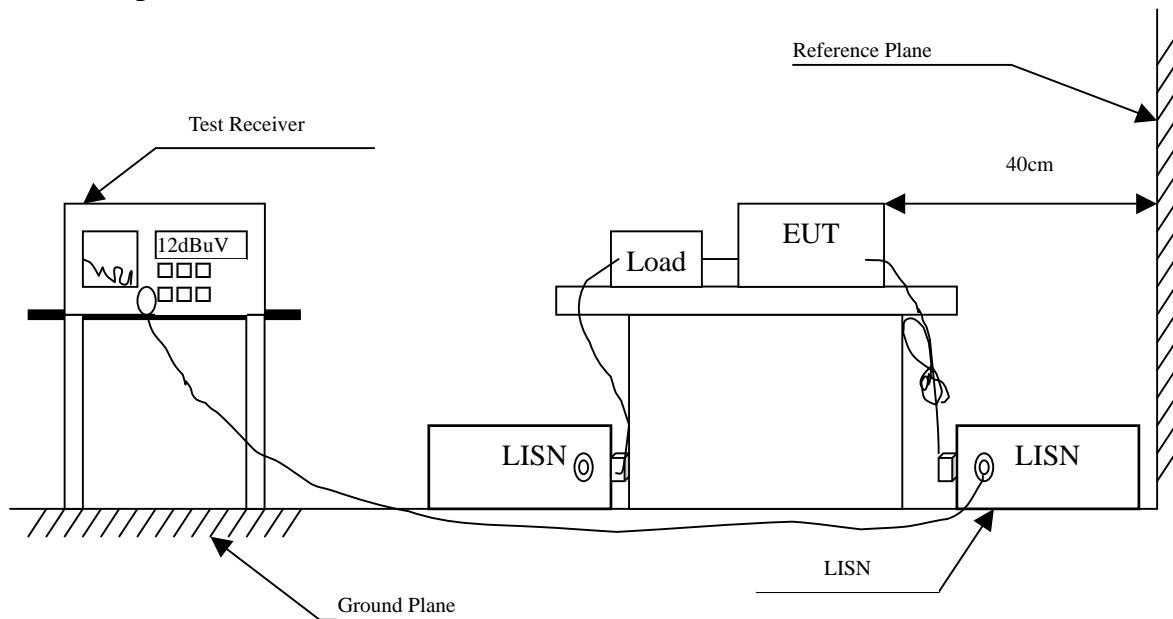 Reference Plane
Test Receiver
40cm
12dBuV
EUT
Load
LISN
LISN
LISN
Ground Plane